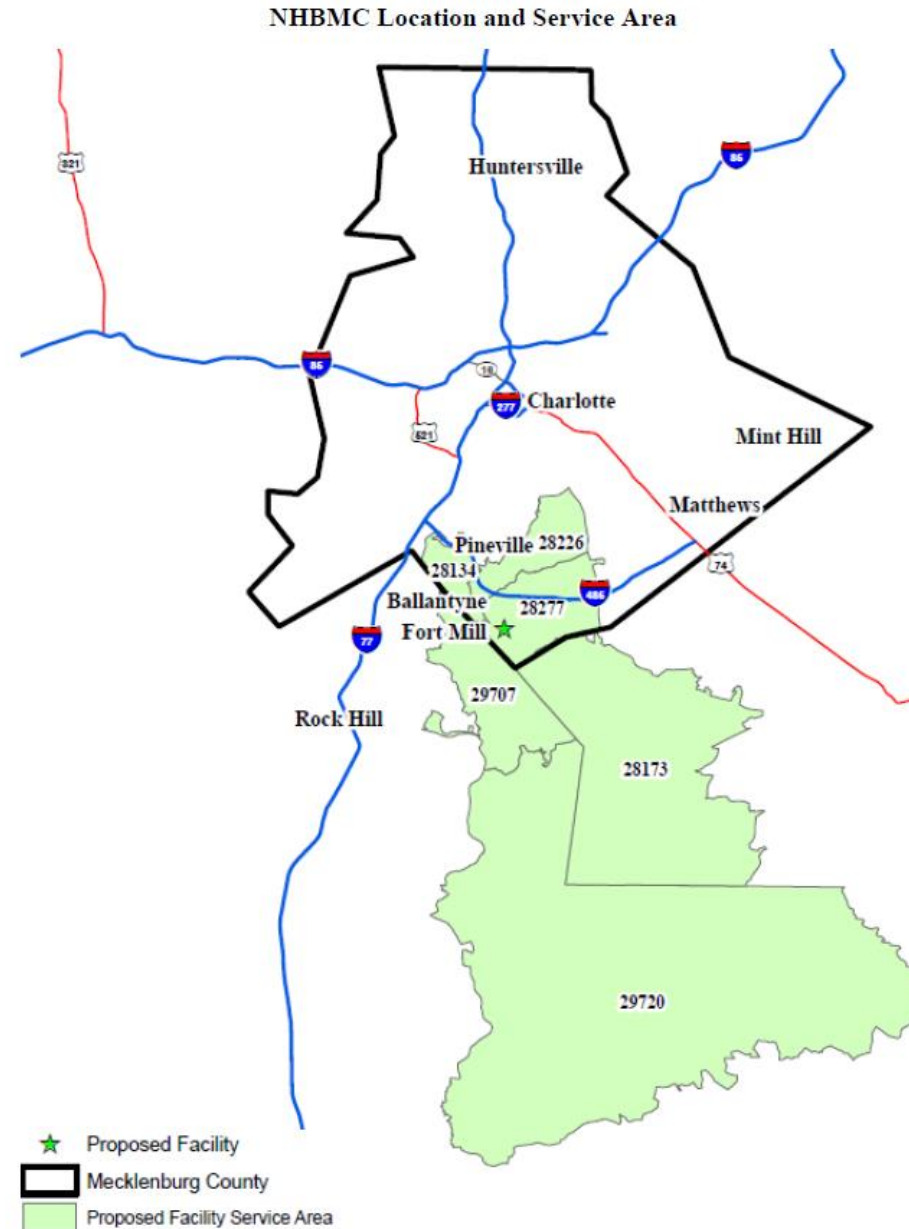 NHBMC Location and Service Area
321
85
Huntersville
85
16
277
Charlotte
521
Mint Hill
Matthews
Pineville
28226
28134
74
485
Ballantyne
28277
Fort Mill
77
29707
Rock Hill
28173
29720
Proposed Facility
Mecklenburg County
Proposed Facility Service Area